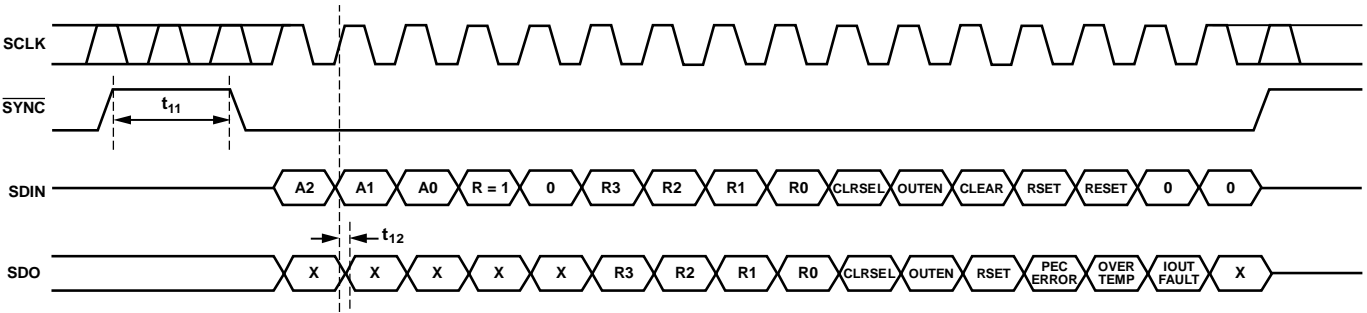 SCLK
SYNC
t11
SDIN A2 A1 A0 R = 1 0 R3 R2 R1 R0 CLRSEL OUTEN CLEAR RSET RESET 0 0
t12
SDO X X X X X R3 R2 R1 R0 CLRSEL OUTEN RSET PEC ERROR OVER TEMP IOUT FAULT X